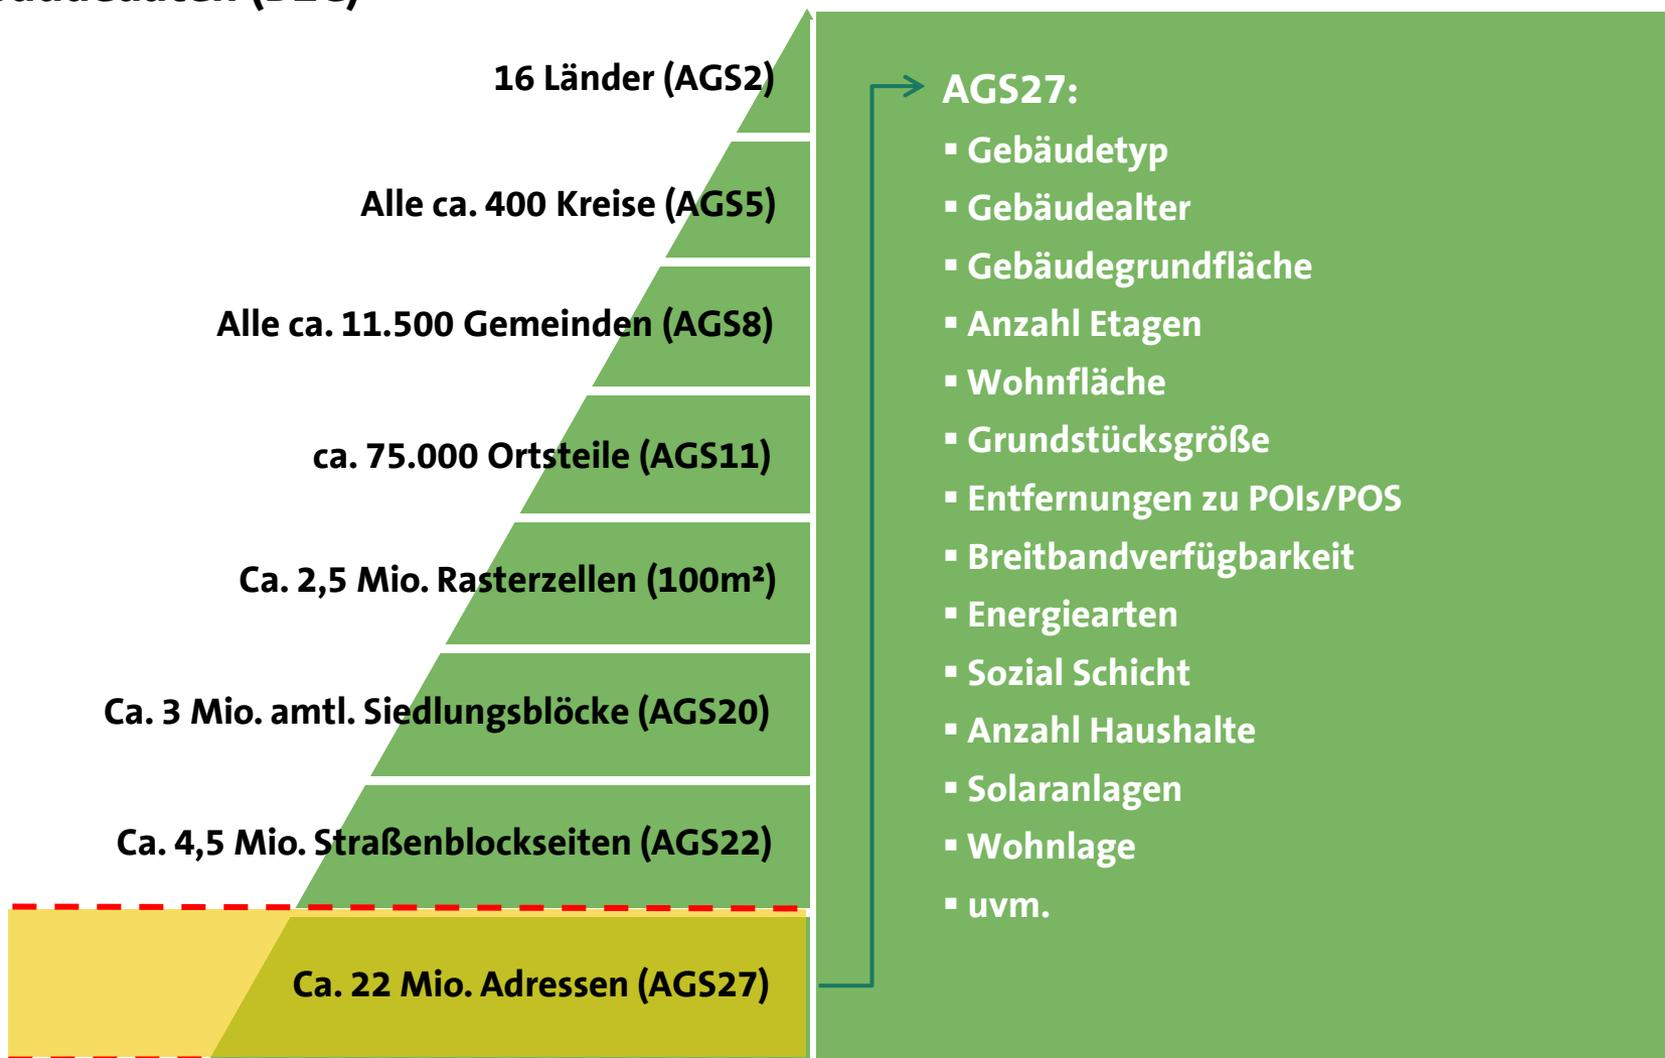 16 Länder (AGS2)
Alle ca. 400 Kreise (AGS5)
Alle ca. 11.500 Gemeinden (AGS8)
ca. 75.000 Ortsteile (AGS11)
Ca. 2,5 Mio. Rasterzellen (100m²)
Ca. 3 Mio. amtl. Siedlungsblöcke (AGS20)
Ca. 4,5 Mio. Straßenblockseiten (AGS22)
Ca. 22 Mio. Adressen (AGS27)
AGS27:
▪ Gebäudetyp
▪ Gebäudealter
▪ Gebäudegrundfläche
▪ Anzahl Etagen
▪ Wohnfläche
▪ Grundstücksgröße
▪ Entfernungen zu POIs/POS
▪ Breitbandverfügbarkeit
▪ Energiearten
▪ Sozial Schicht
▪ Anzahl Haushalte
▪ Solaranlagen
▪ Wohnlage
▪ uvm.